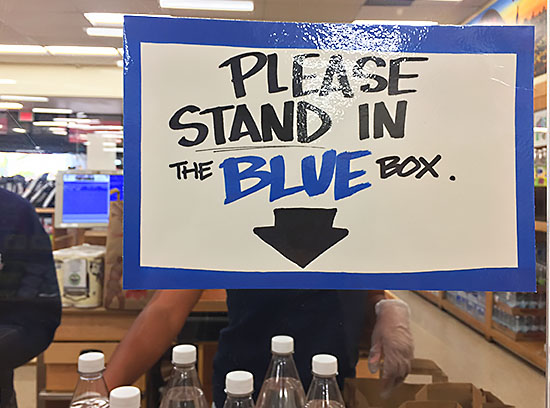 PLEASE
STAND IN
THE BLUE BOX.